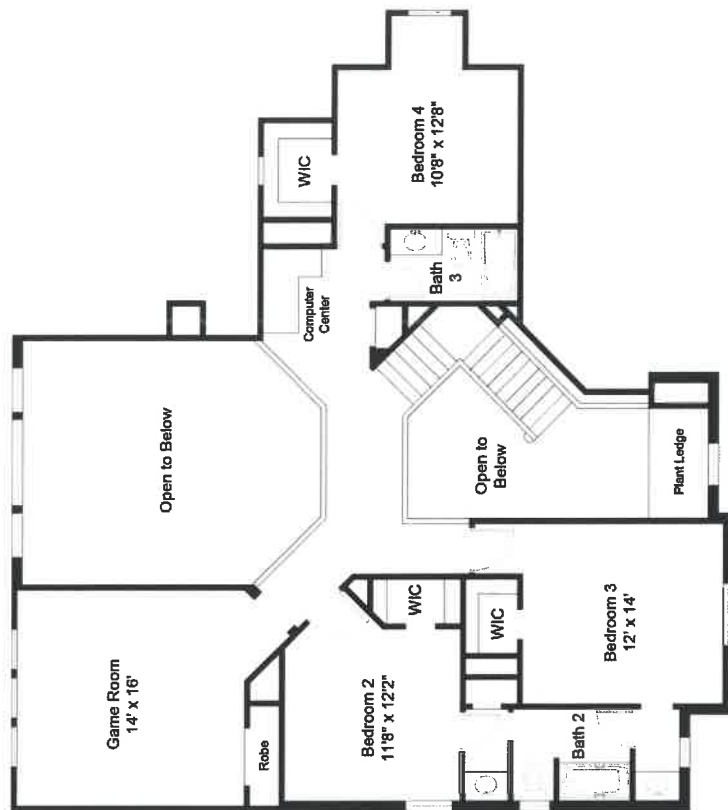 Bedroom 4
10'8" x 12'8"
WIC
Bath
3
Computer
Center
Open to Below
Open to
Below
Plant Ledge
Game Room
14' x 16'
Robe
WIC
WIC
Bedroom 2
11'8" x 12'2"
Bedroom 3
12' x 14'
Bath 2